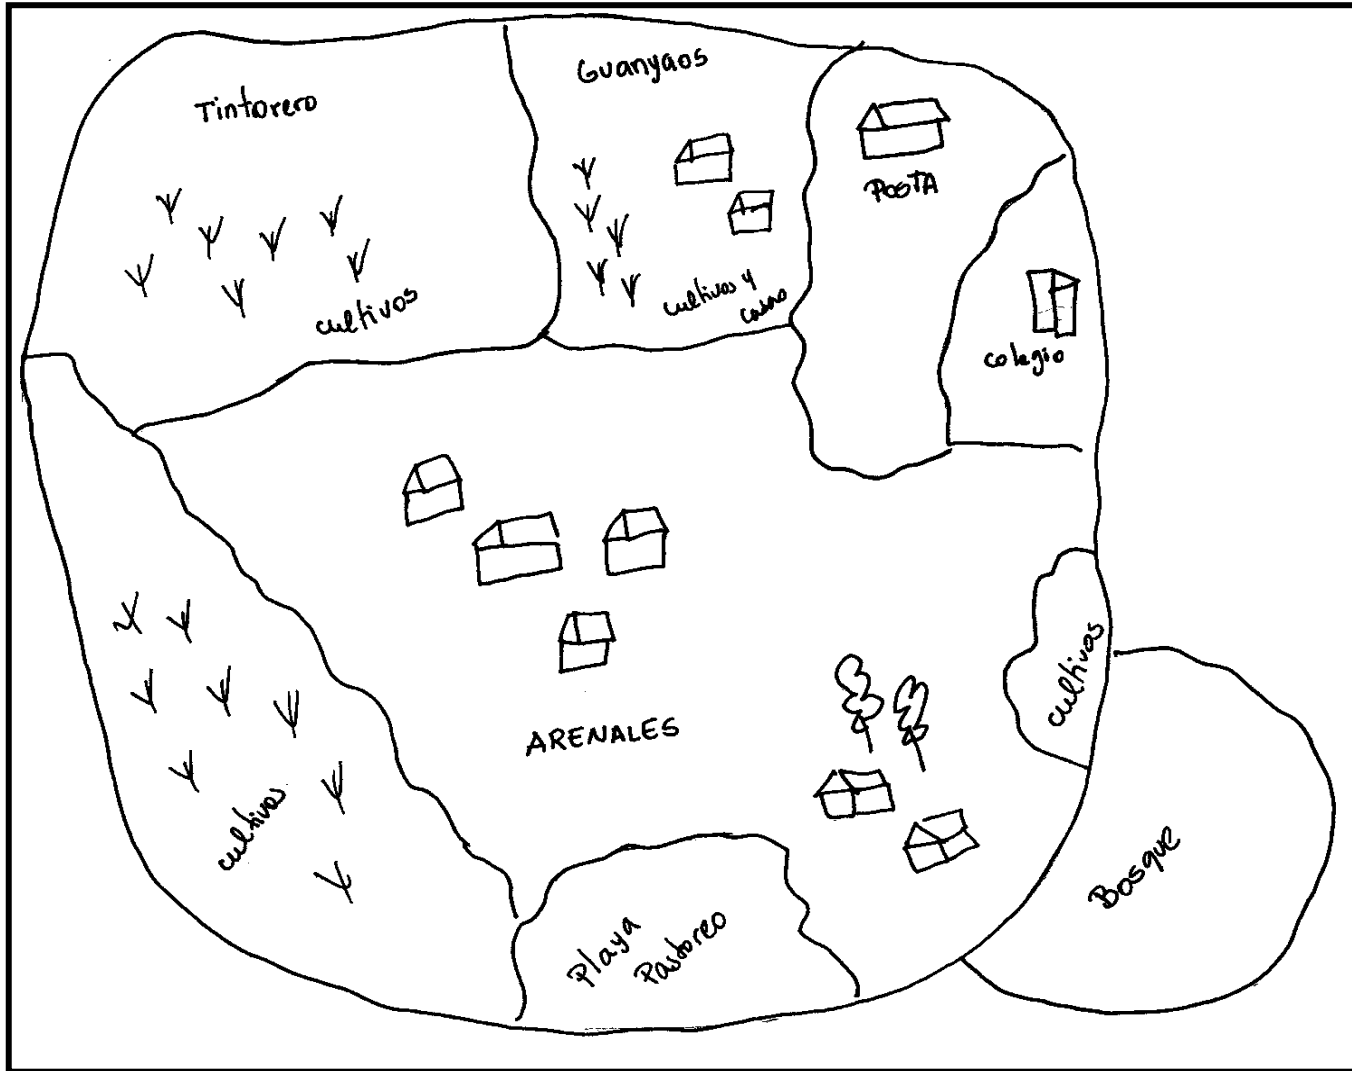 Guanyaos
Tintorero
POSTA
cultivos y
casas
cultivos
colegio
cultivos
ARENALES
cultivos
Bosque
Playa
Pastoreo